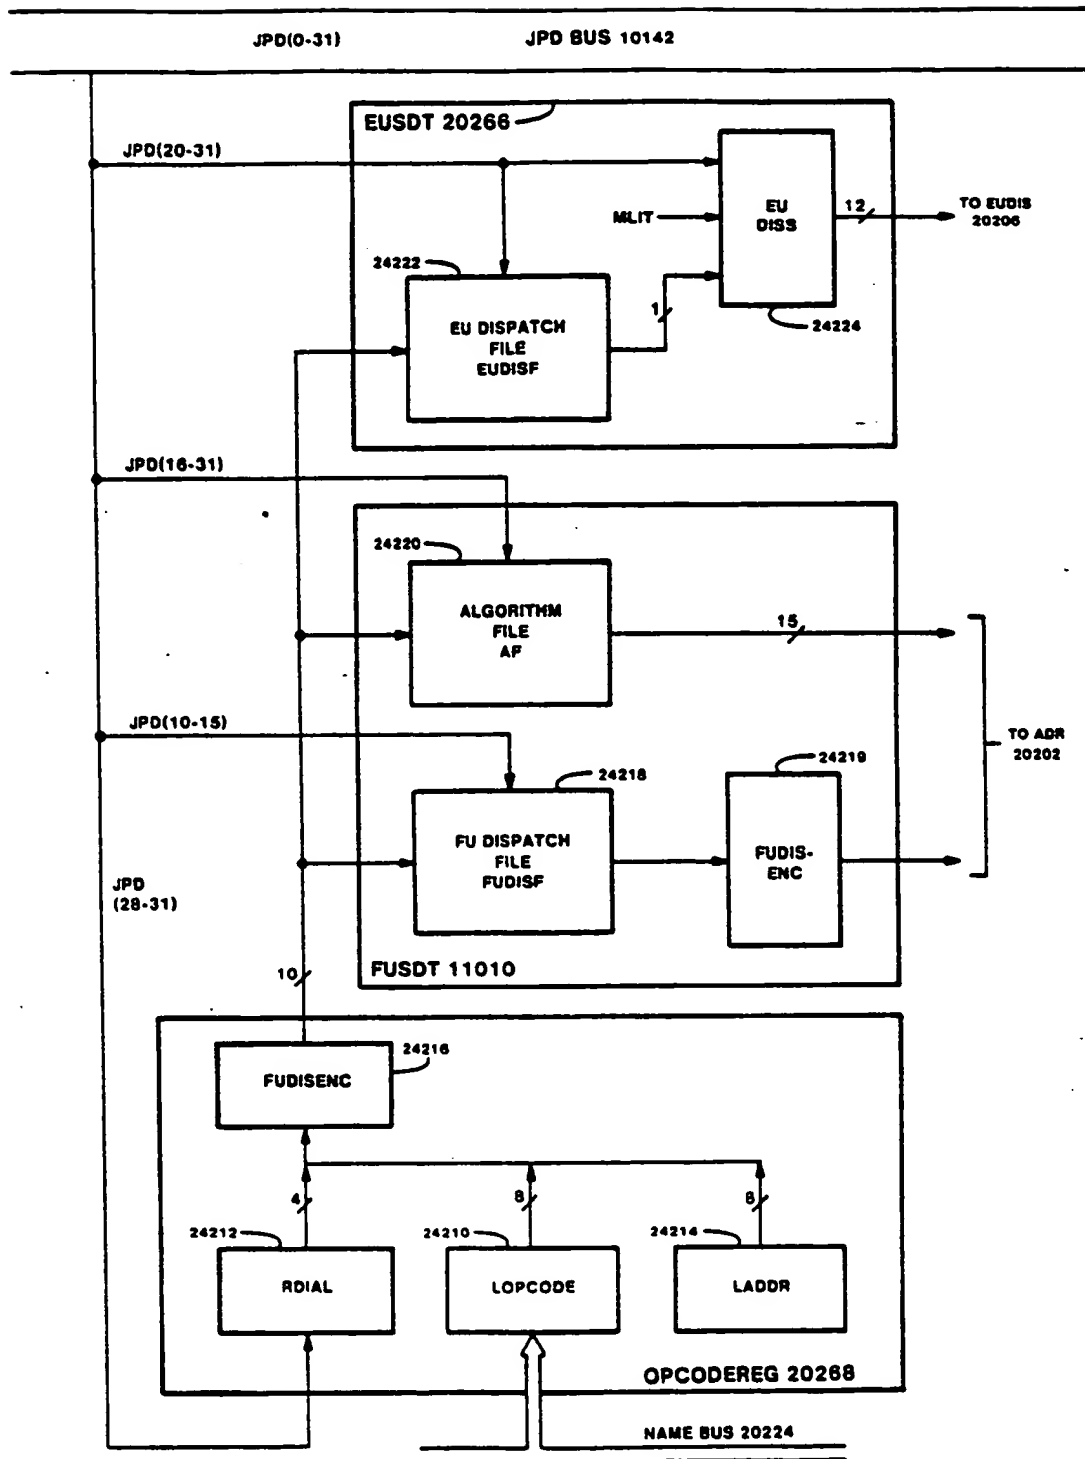 JPD(0-31) JPD BUS 10142
EUSDT 20266
JPD(20-31)
EU
DISS
MLIT
12
TO EUDIS
20206
24222
EU DISPATCH
FILE
EUDISF
1
24224
JPD(16-31)
24220
ALGORITHM
FILE
AF
15
JPD(10-15)
TO ADR
20202
24218
24219
FU DISPATCH
FILE
FUDISF
FUDIS-
ENC
JPD
(28-31)
FUSDT 11010
10
24216
FUDISENC
4
8
24212
24210
24214
RDIAL
LOPCODE
LADDR
OPCODEREG 20268
NAME BUS 20224